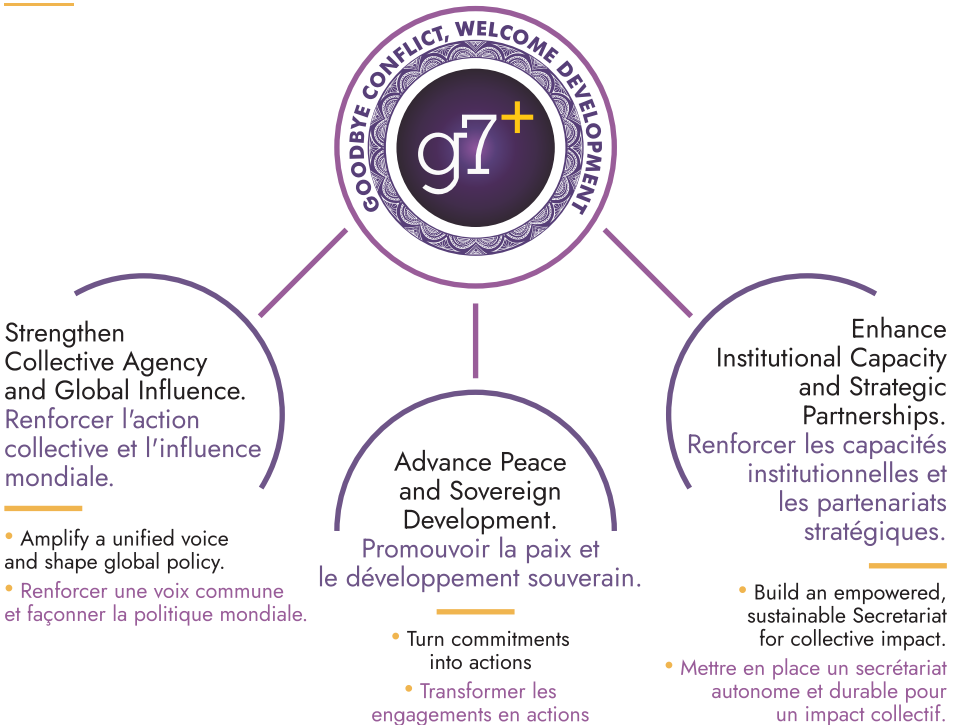 GOODBYE CONFLICT, WELCOME DEVELOPMENT
g7+
Strengthen
Collective Agency
and Global Influence.
Renforcer l'action
collective et l'influence
mondiale.
• Amplify a unified voice
and shape global policy.
• Renforcer une voix commune
et façonner la politique mondiale.
Advance Peace
and Sovereign
Development.
Promouvoir la paix et
le développement souverain.
• Turn commitments
into actions
• Transformer les
engagements en actions
Enhance
Institutional Capacity
and Strategic
Partnerships.
Renforcer les capacités
institutionnelles et
les partenariats
stratégiques.
• Build an empowered,
sustainable Secretariat
for collective impact.
• Mettre en place un secrétariat
autonome et durable pour
un impact collectif.